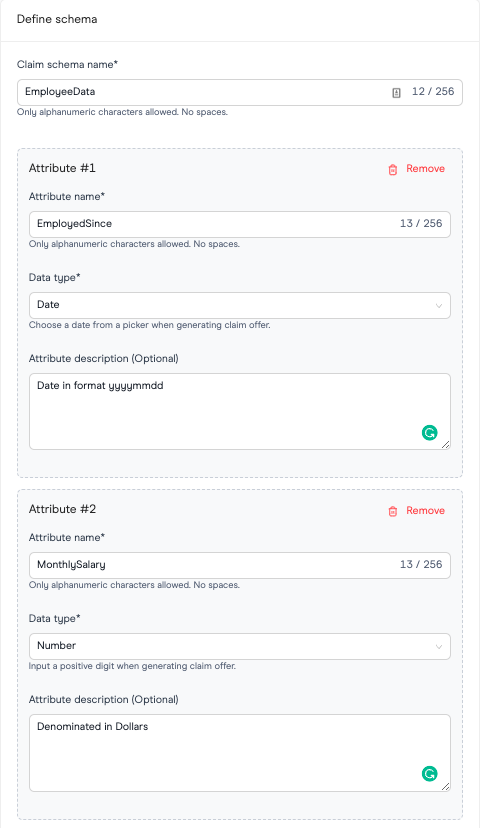 Define schema
Claim schema name*
EmployeeData 12 / 256
Only alphanumeric characters allowed. No spaces.
Attribute #1 Remove
Attribute name*
EmployedSince 13 / 256
Only alphanumeric characters allowed. No spaces.
Data type*
Date
Choose a date from a picker when generating claim offer.
Attribute description (Optional)
Date in format yyyymmdd
Attribute #2 Remove
Attribute name*
MonthlySalary 13 / 256
Only alphanumeric characters allowed. No spaces.
Data type*
Number
Input a positive digit when generating claim offer.
Attribute description (Optional)
Denominated in Dollars